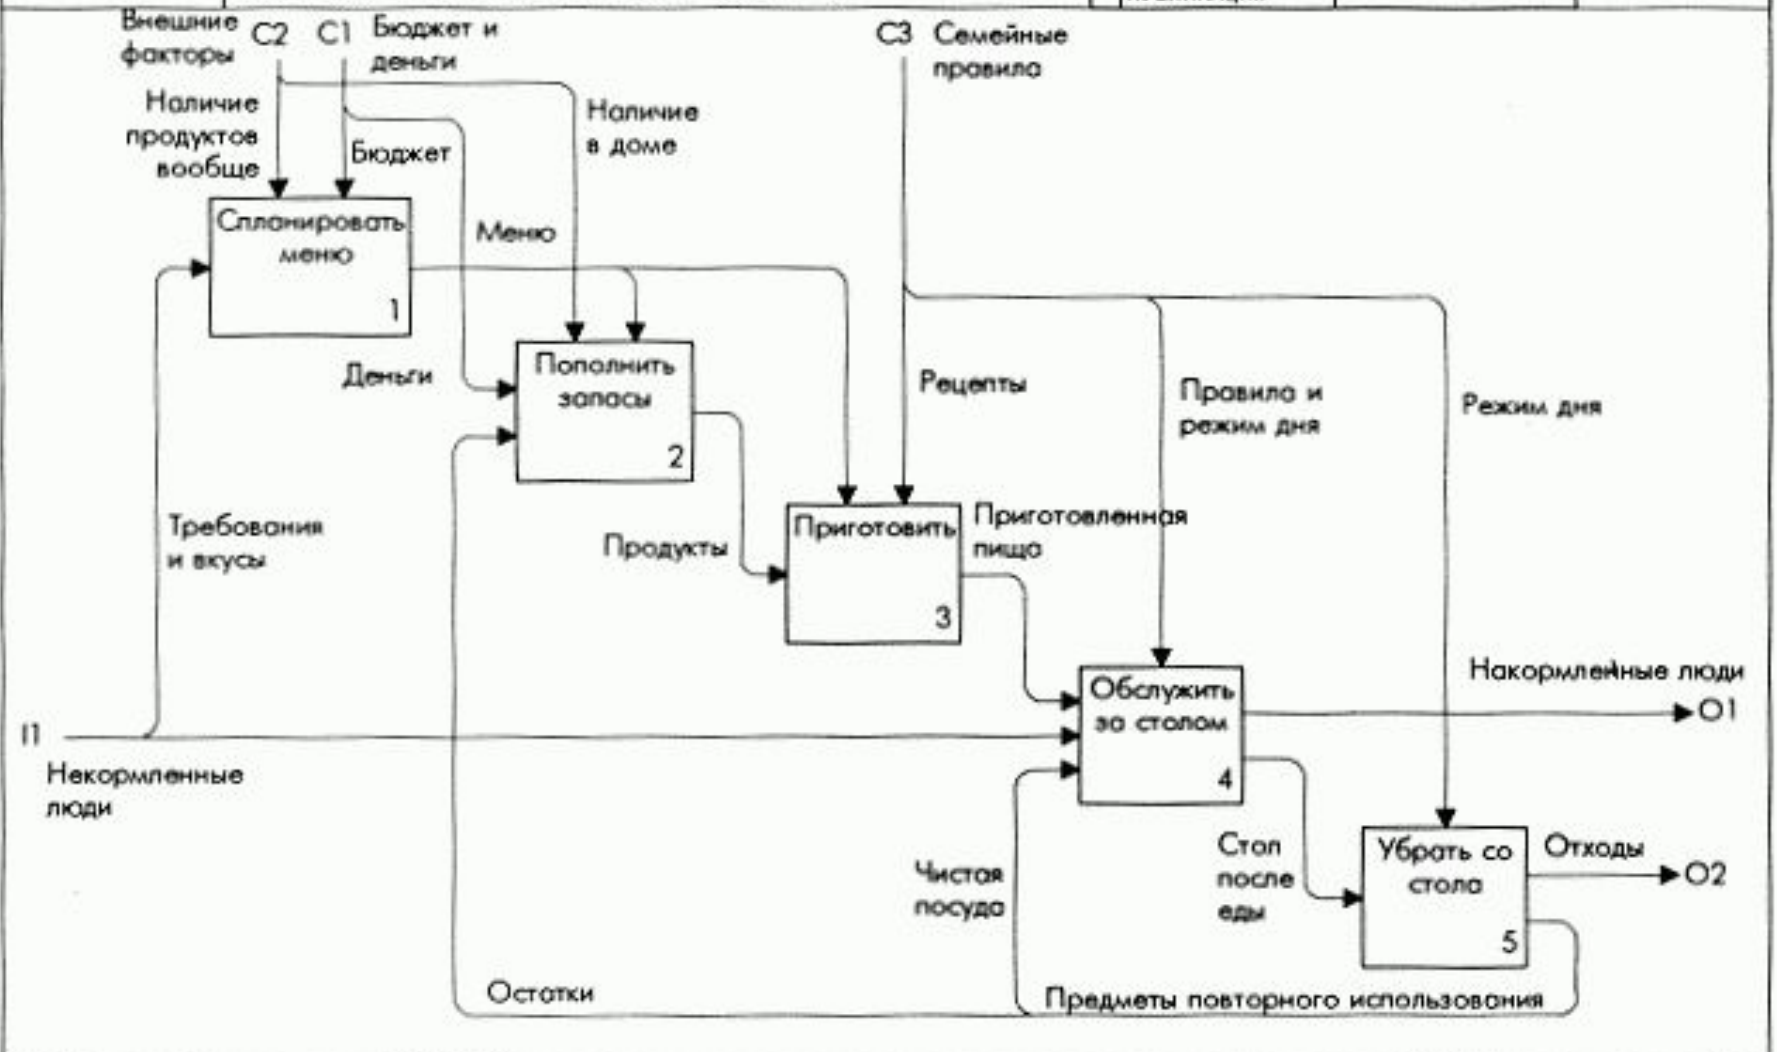 Внешние
факторы
C2
C1
Бюджет и
деньги
C3
Семейные
правила
Наличие
продуктов
вообще
Бюджет
Наличие
в доме
Спланировать
меню
1
Меню
Деньги
Пополнить
запасы
2
Рецепты
Правила и
режим дня
Режим дня
Требования
и вкусы
Продукты
Приготовить
3
Приготовленная
пища
I1
Некормленные
люди
Обслужить
за столом
4
Накормленные люди
O1
Чистая
посуда
Стол
после
еды
Убрать со
стола
5
Отходы
O2
Остатки
Предметы повторного использования